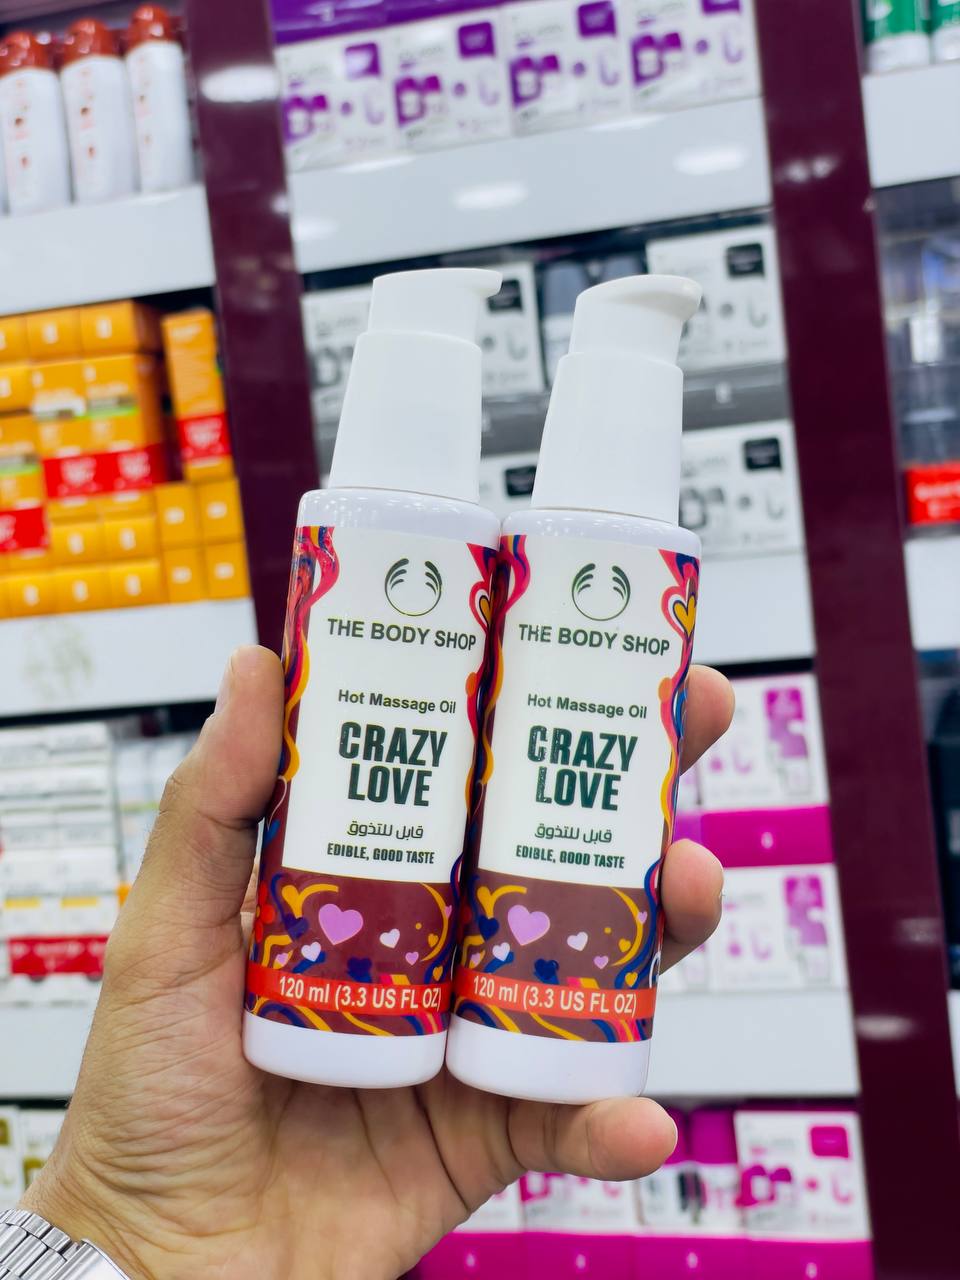 THE BODY SHOP
Hot Massage Oil
CRAZY
LOVE
قابل للتذوق
EDIBLE, GOOD TASTE
120 ml (3.3 US FL OZ)
THE BODY SHOP
Hot Massage Oil
CRAZY
LOVE
قابل للتذوق
EDIBLE, GOOD TASTE
120 ml (3.3 US FL OZ)